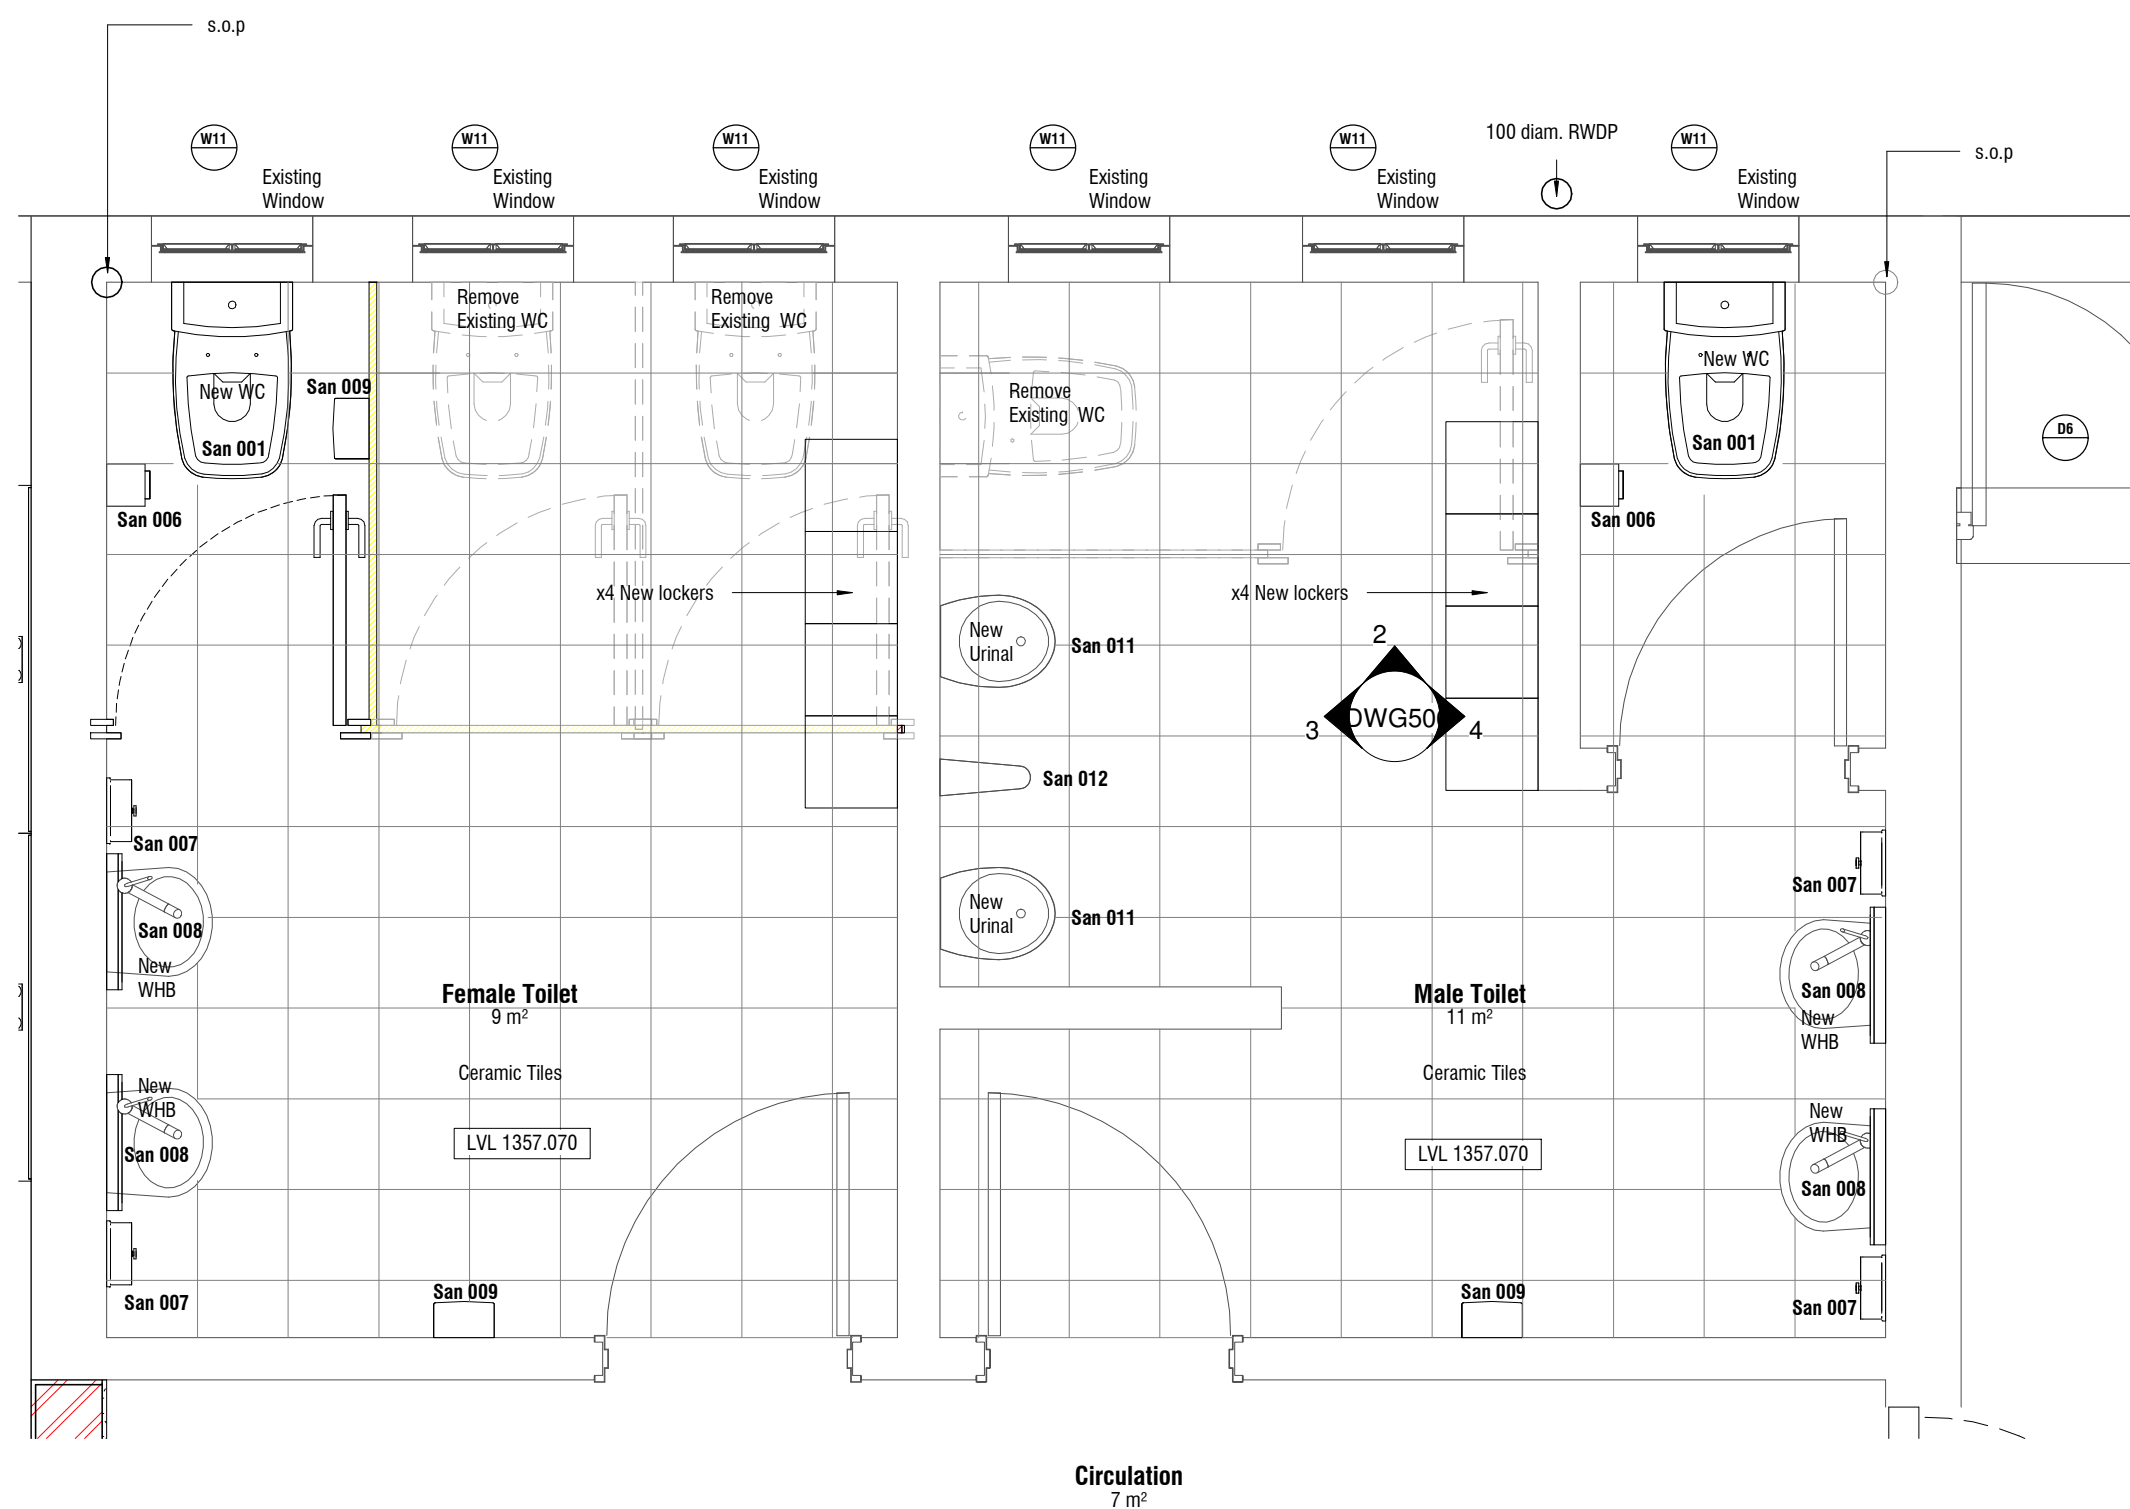 s.o.p
100 diam. RWDP
s.o.p
W11
W11
W11
W11
W11
W11
Existing
Window
Existing
Window
Existing
Window
Existing
Window
Existing
Window
Existing
Window
Remove
Existing WC
Remove
Existing WC
New WC
San 009
San 001
San 006
Remove
Existing WC
New WC
San 001
San 006
D6
x4 New lockers
x4 New lockers
New
Urinal
San 011
2
3
DWG50
4
San 012
San 007
San 008
New
WHB
New
Urinal
San 011
San 007
San 008
New
WHB
Female Toilet
9 m²
Ceramic Tiles
LVL 1357.070
Male Toilet
11 m²
Ceramic Tiles
LVL 1357.070
New
WHB
San 008
San 007
San 009
New
WHB
San 008
San 009
San 007
Circulation
7 m²